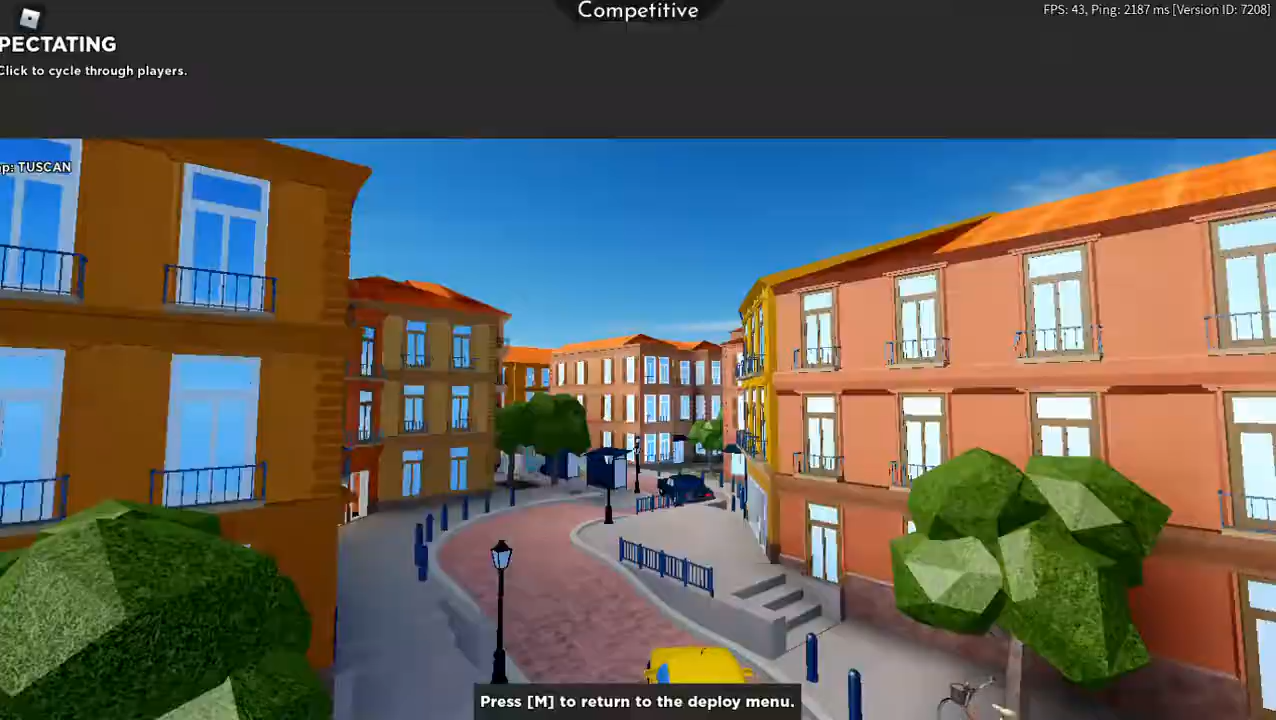 Competitive
FPS: 43, Ping: 2187 ms [Version ID: 7208]
PECTATING
Click to cycle through players.
ap: TUSCAN
Press [M] to return to the deploy menu.